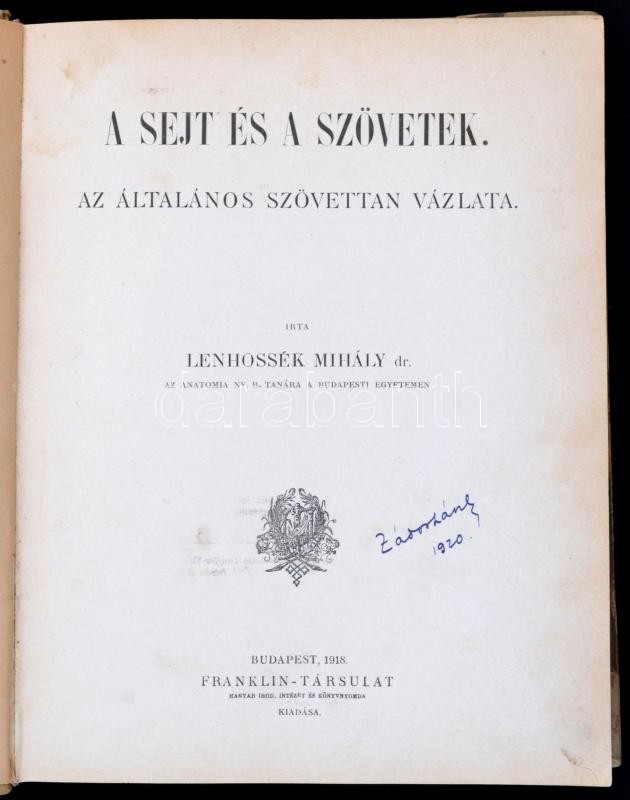 A SEJT ÉS A SZÖVETEK.
AZ ÁLTALÁNOS SZÖVETTAN VÁZLATA.
IRTA
LENHOSSÉK MIHÁLY dr.
AZ ANATOMIA NY. R. TANÁRA A BUDAPESTI EGYETEMEN
darabanth
1920.
BUDAPEST, 1918.
FRANKLIN-TÁRSULAT
MAGYAR IROD. INTÉZET ÉS KÖNYVNYOMDA
KIADÁSA.